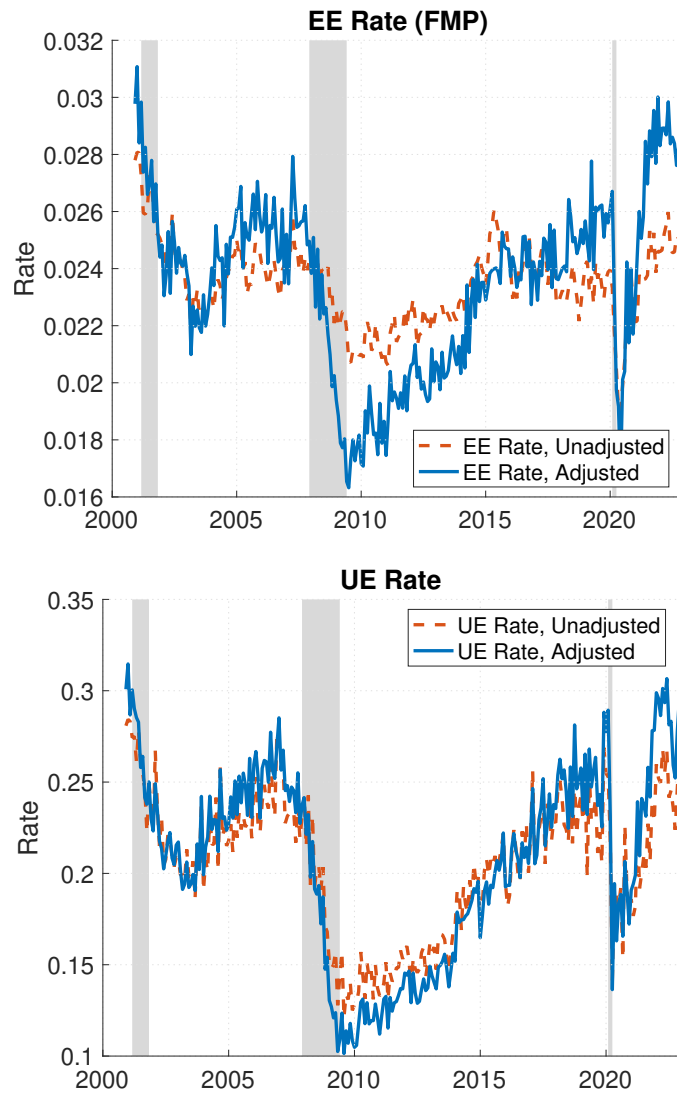 EE Rate (FMP)
0.032
0.03
0.028
0.026
0.024
0.022
0.02
0.018
0.016
Rate
EE Rate, Unadjusted
EE Rate, Adjusted
2000 2005 2010 2015 2020
UE Rate
0.35
0.3
0.25
0.2
0.15
0.1
Rate
UE Rate, Unadjusted
UE Rate, Adjusted
2000 2005 2010 2015 2020